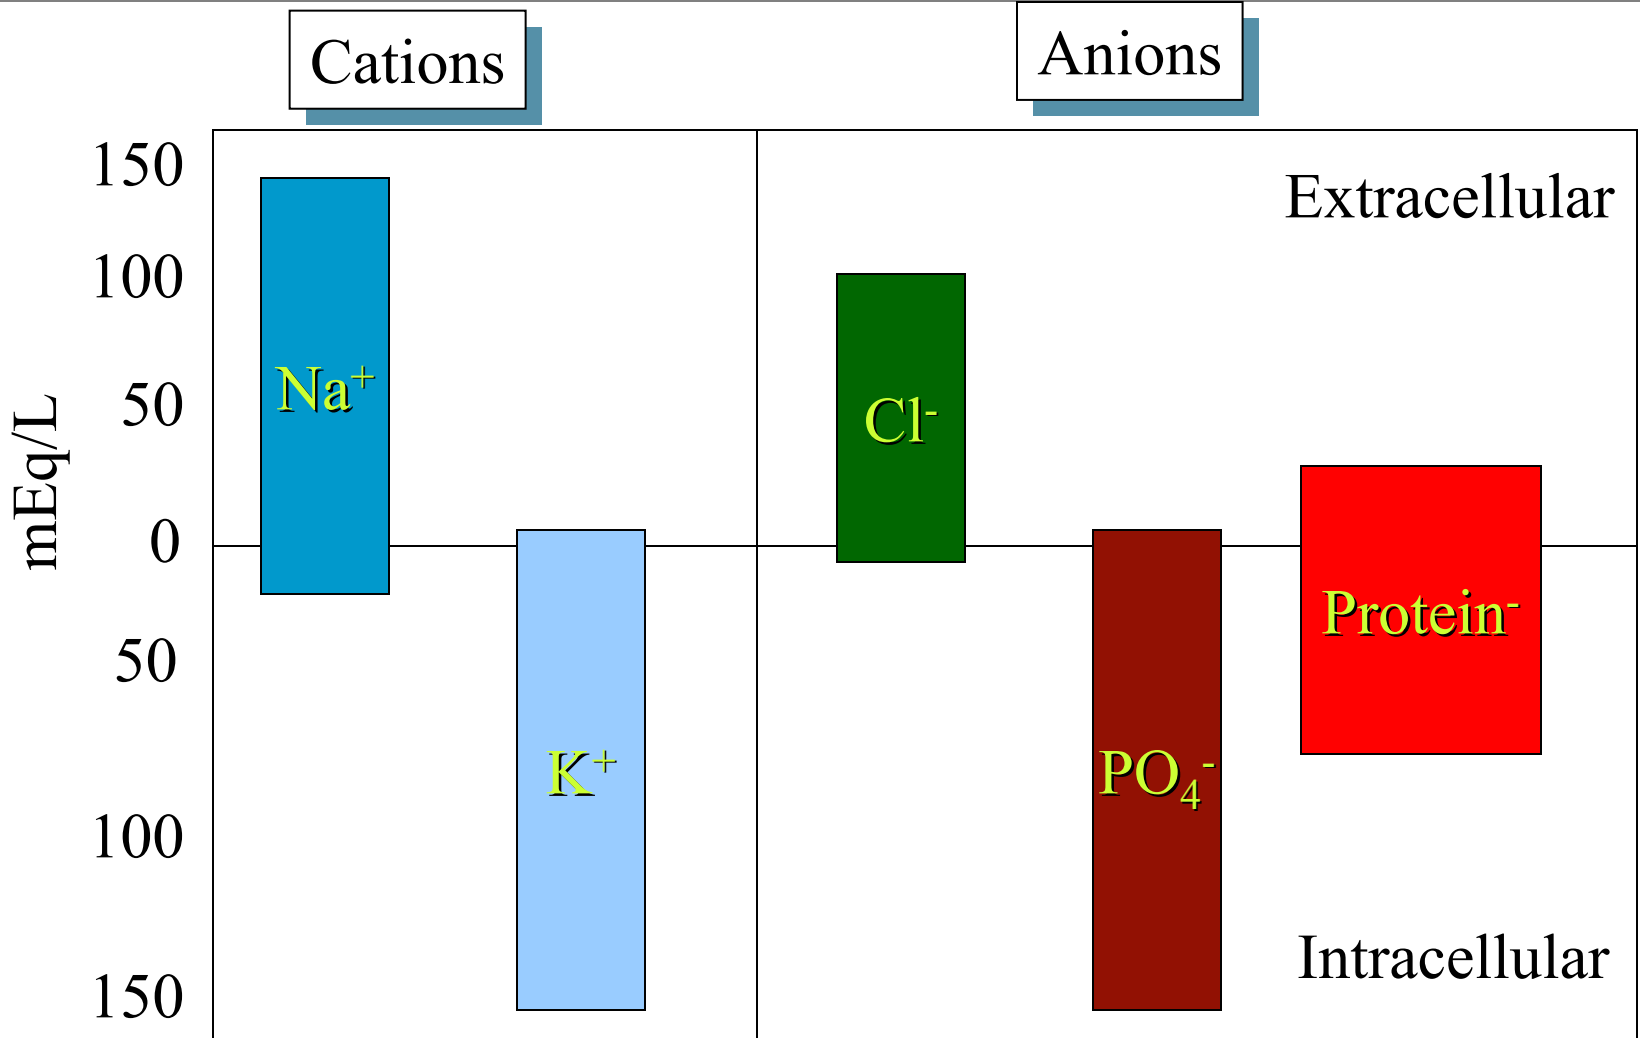 Cations
Anions
150
Extracellular
100
Na⁺
50
Cl⁻
mEq/L
0
Protein⁻
50
K⁺
PO₄⁻
100
Intracellular
150